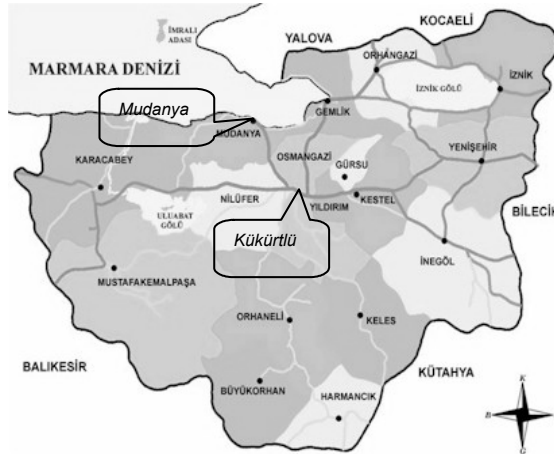 İMRALI
ADASI
YALOVA
KOCAELİ
MARMARA DENİZİ
ORHANGAZİ
İZNİK GÖLÜ
İZNİK
Mudanya
GEMLİK
MUDANYA
OSMANGAZİ
GÜRSU
YENİŞEHİR
KARACABEY
NİLÜFER
YILDIRIM
KESTEL
BİLECİK
ULUABAT
GÖLÜ
Kükürtlü
İNEGÖL
MUSTAFAKEMALPAŞA
ORHANELİ
KELES
BALIKESİR
KÜTAHYA
BÜYÜKORHAN
HARMANCIK
K
B
D
G